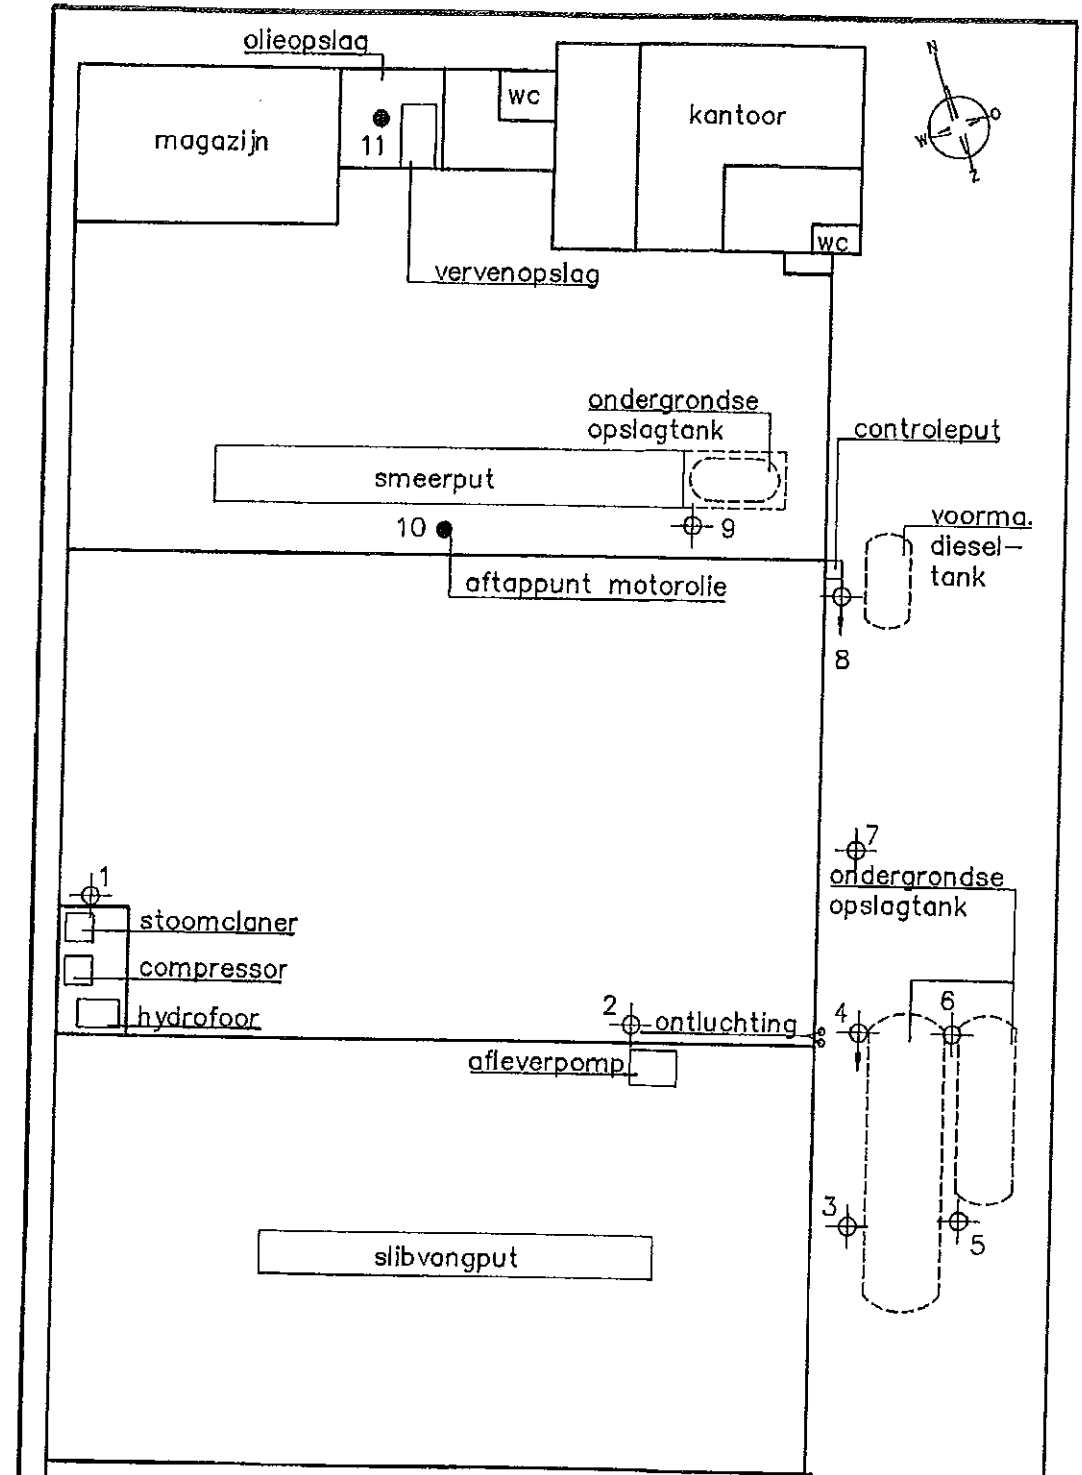 olieopslag
wc
kantoor
magazijn
11
N
O
W
Z
wc
vervenopslag
ondergrondse
opslagtank
controleput
smeerput
voorma.
diesel-
tank
10
9
aftappunt motorolie
8
7
ondergrondse
opslagtank
1
stoomclaner
compressor
hydrofoor
2
ontluchting
4
6
afleverpomp
3
5
slibvangput